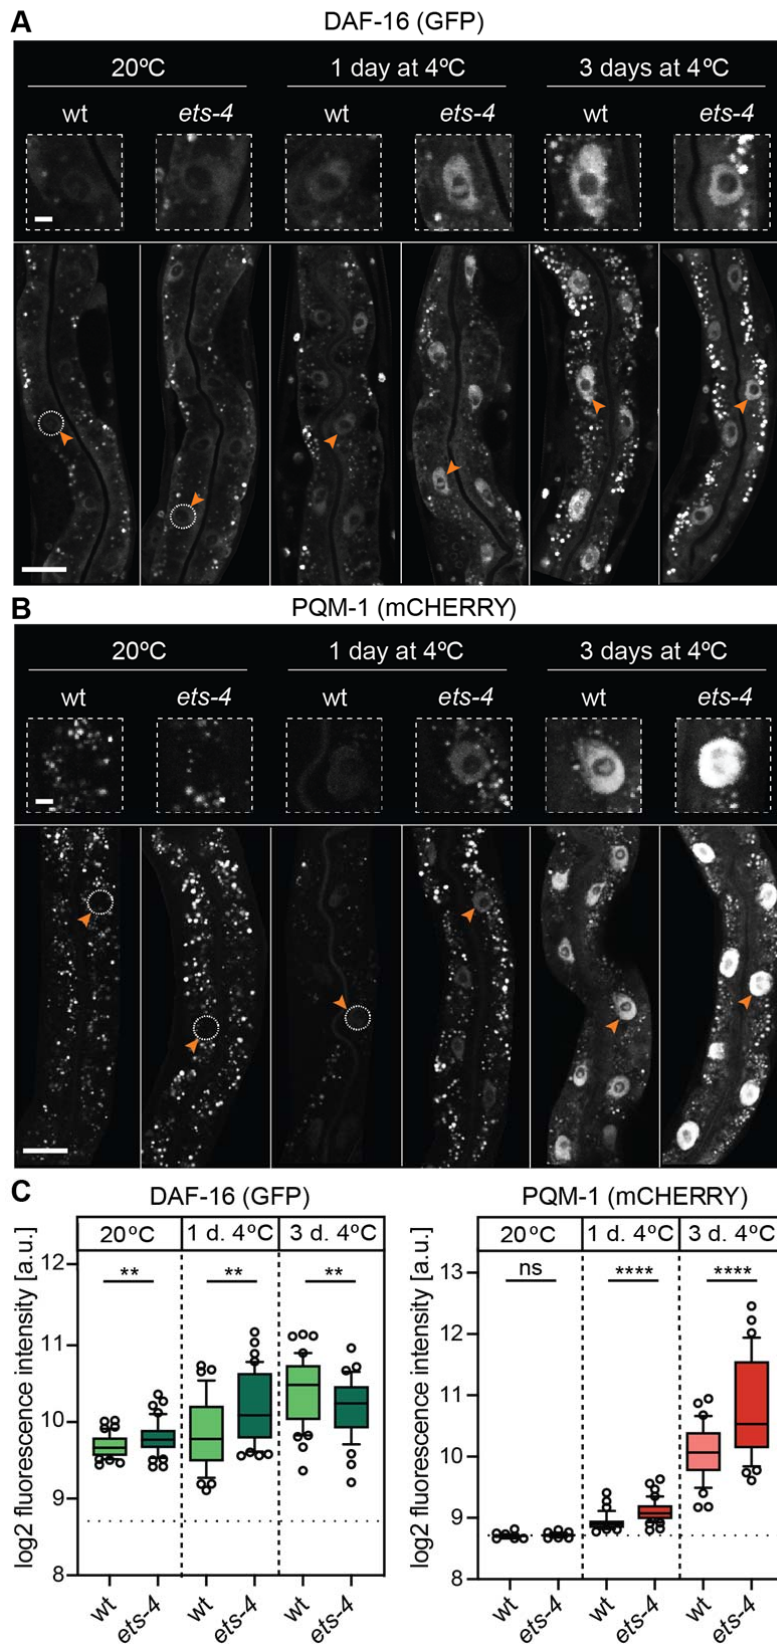 A DAF-16 (GFP)
20ºC 1 day at 4ºC 3 days at 4ºC
wt ets-4 wt ets-4 wt ets-4
B PQM-1 (mCHERRY)
20ºC 1 day at 4ºC 3 days at 4ºC
wt ets-4 wt ets-4 wt ets-4
C DAF-16 (GFP) PQM-1 (mCHERRY)
log2 fluorescence intensity [a.u.]
20ºC 1 d. 4ºC 3 d. 4ºC
** ** **
12
11
10
9
8
wt ets-4 wt ets-4 wt ets-4
log2 fluorescence intensity [a.u.]
20ºC 1 d. 4ºC 3 d. 4ºC
ns **** ****
13
12
11
10
9
8
wt ets-4 wt ets-4 wt ets-4